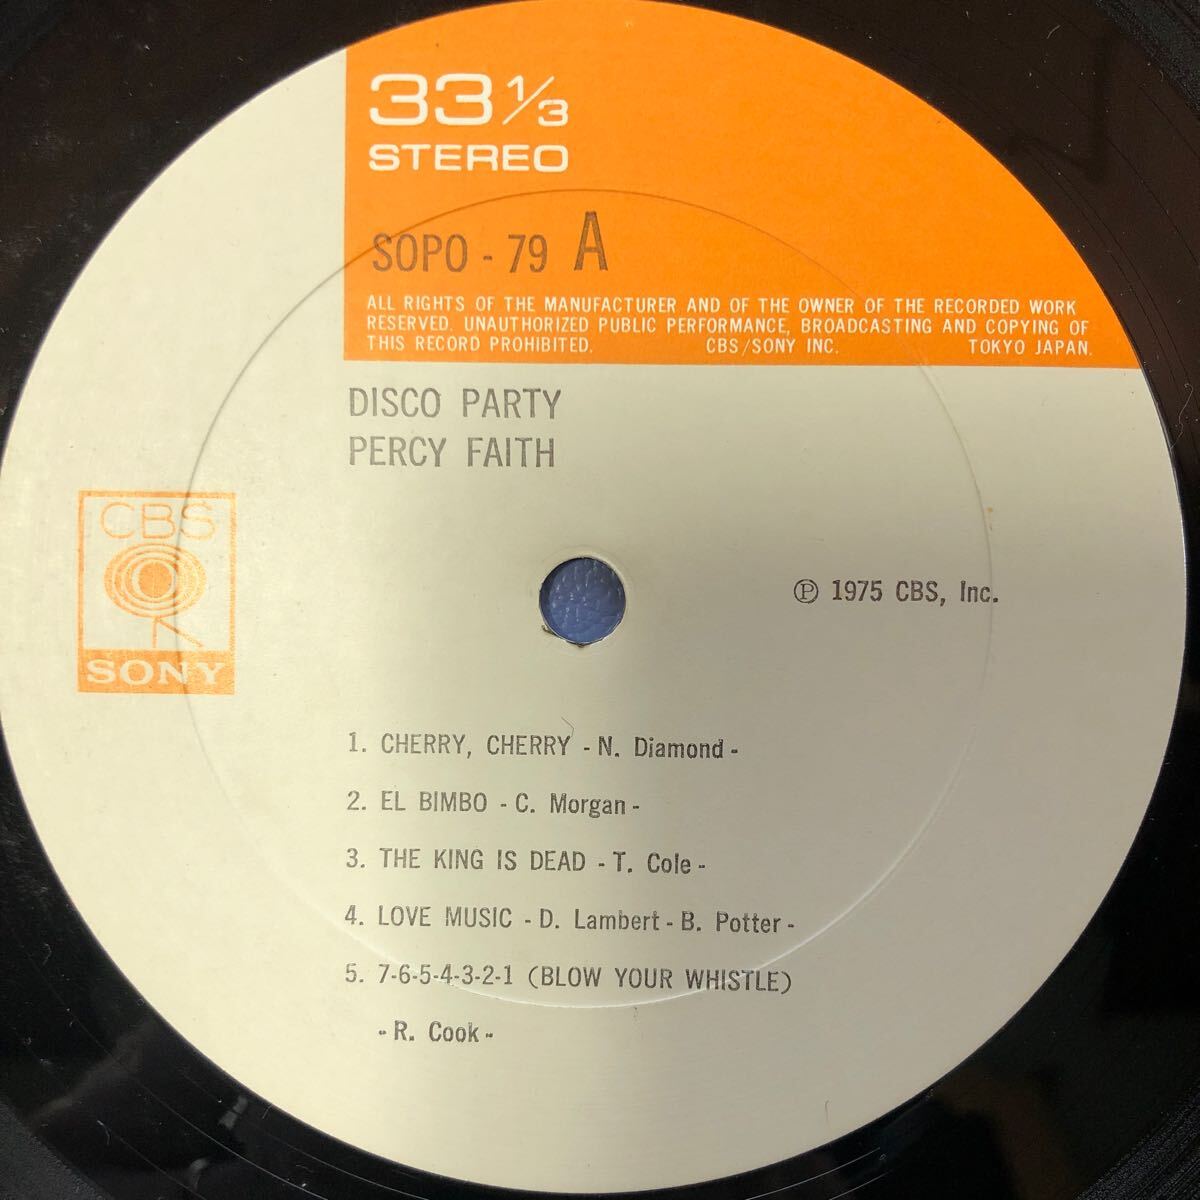 33 1/3
STEREO
SOPO - 79 A
ALL RIGHTS OF THE MANUFACTURER AND OF THE OWNER OF THE RECORDED WORK
RESERVED. UNAUTHORIZED PUBLIC PERFORMANCE, BROADCASTING AND COPYING OF
THIS RECORD PROHIBITED. CBS/SONY INC. TOKYO JAPAN.
DISCO PARTY
PERCY FAITH
CBS
SONY
℗ 1975 CBS, Inc.
1. CHERRY, CHERRY - N. Diamond -
2. EL BIMBO - C. Morgan -
3. THE KING IS DEAD - T. Cole -
4. LOVE MUSIC - D. Lambert - B. Potter -
5. 7-6-5-4-3-2-1 (BLOW YOUR WHISTLE)
- R. Cook -